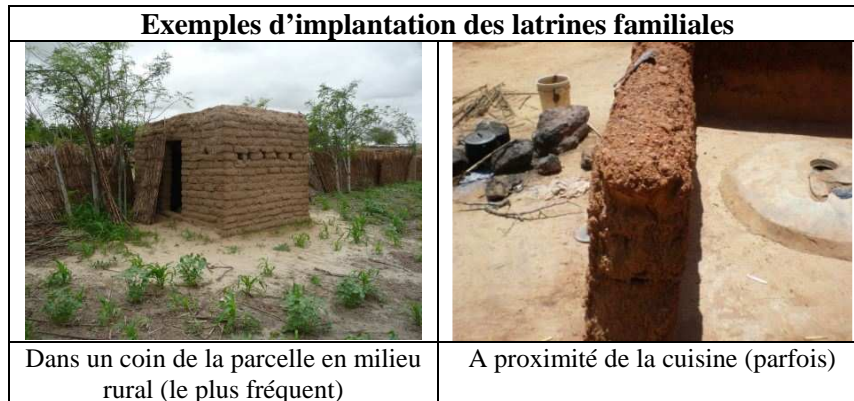 Exemples d’implantation des latrines familiales
Dans un coin de la parcelle en milieu
rural (le plus fréquent)
A proximité de la cuisine (parfois)